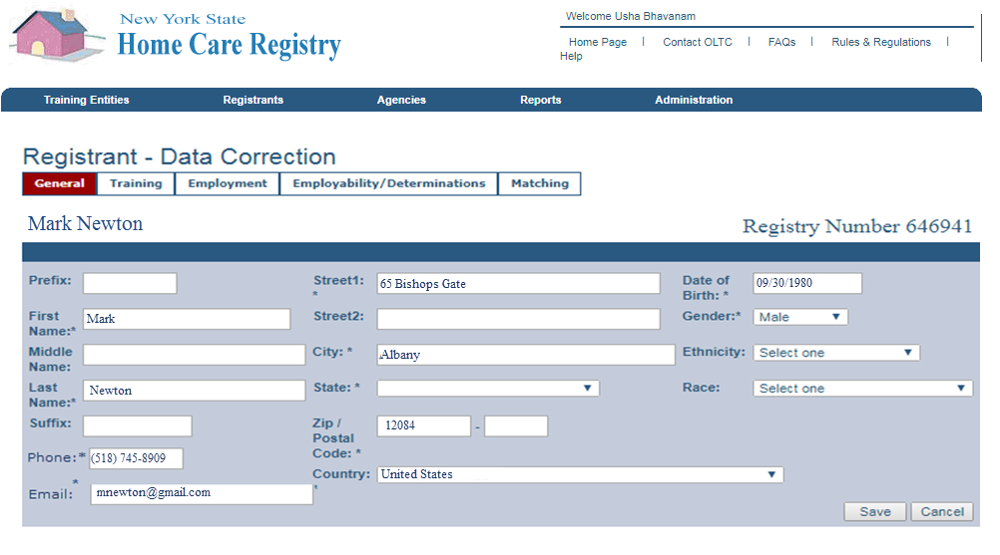 New York State
Home Care Registry
Welcome Usha Bhavanam
Home Page | Contact OLTC | FAQs | Rules & Regulations |
Help
Training Entities Registrants Agencies Reports Administration
Registrant - Data Correction
General Training Employment Employability/Determinations Matching
Mark Newton Registry Number 646941
Prefix: Street1: * 65 Bishops Gate Date of Birth: * 09/30/1980
First Name:* Mark Street2: Gender:* Male
Middle Name: City: * Albany Ethnicity: Select one
Last Name:* Newton State: * Race: Select one
Suffix: Zip / Postal Code: * 12084 -
Phone:* (518) 745-8909
Country: * United States
Email: * mnewton@gmail.com
Save Cancel